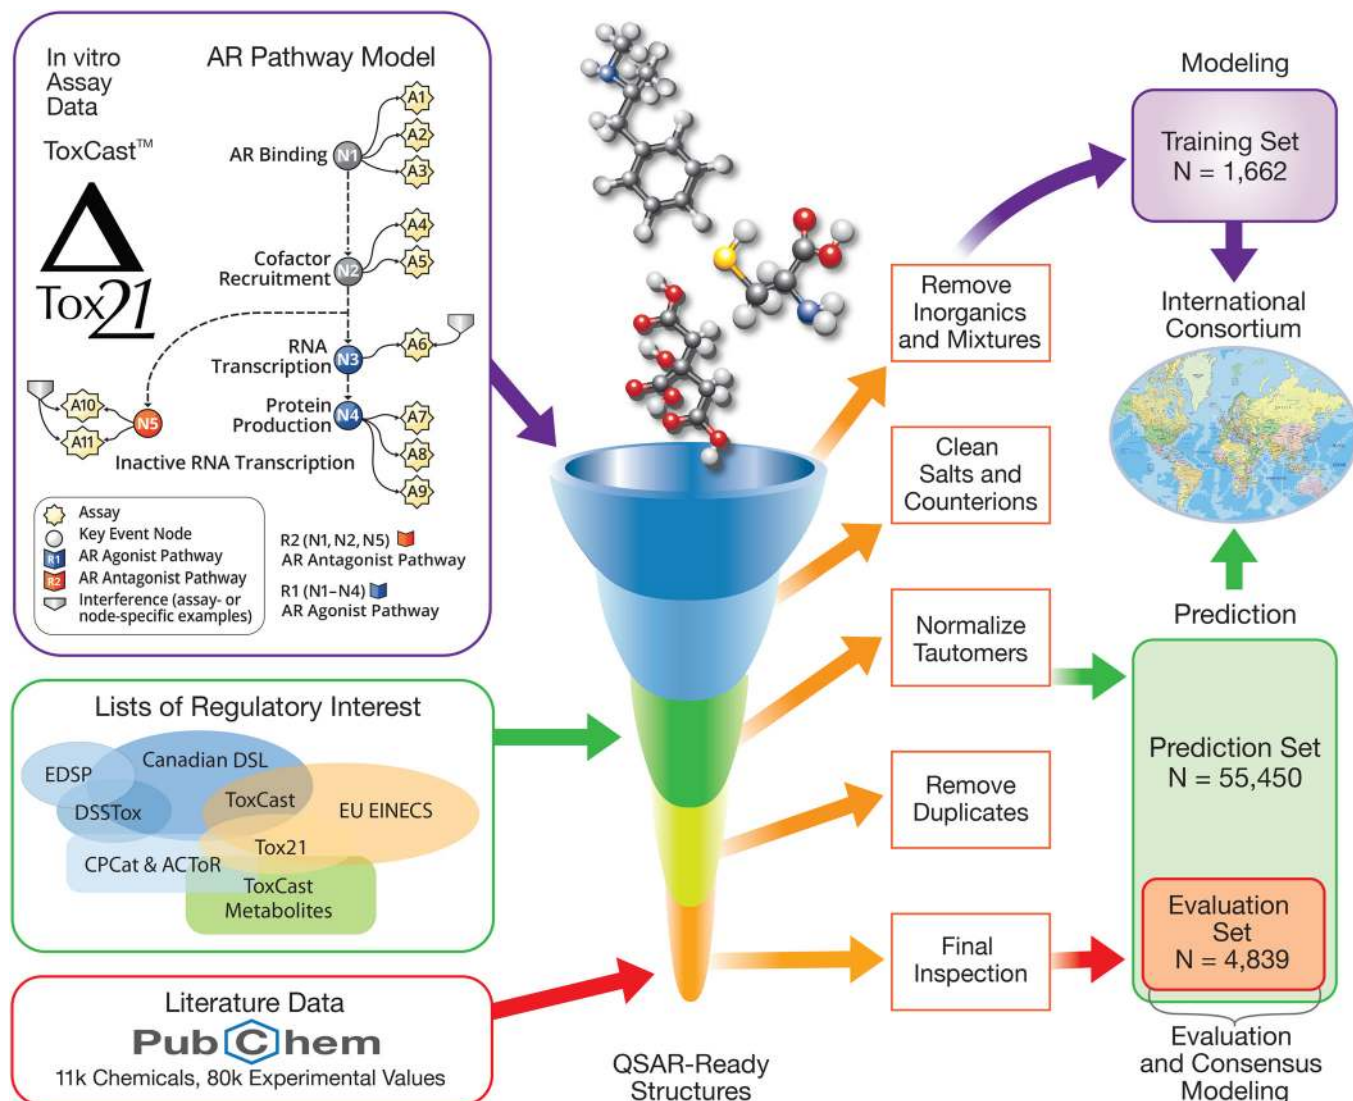 In vitro
Assay
Data
ToxCast™
Tox21
AR Pathway Model
AR Binding
N1
A1
A2
A3
Cofactor
Recruitment
N2
A4
A5
RNA
Transcription
N3
A6
Protein
Production
N4
A7
A8
A9
A10
A11
N5
Inactive RNA Transcription
Assay
Key Event Node
R1 AR Agonist Pathway
R2 AR Antagonist Pathway
Interference (assay- or
node-specific examples)
R2 (N1, N2, N5)
AR Antagonist Pathway
R1 (N1–N4)
AR Agonist Pathway
Lists of Regulatory Interest
EDSP
Canadian DSL
DSSTox
ToxCast
EU EINECS
Tox21
CPCat & ACToR
ToxCast
Metabolites
Literature Data
PubChem
11k Chemicals, 80k Experimental Values
QSAR-Ready
Structures
Remove
Inorganics
and Mixtures
Clean
Salts and
Counterions
Normalize
Tautomers
Remove
Duplicates
Final
Inspection
Modeling
Training Set
N = 1,662
International
Consortium
Prediction
Prediction Set
N = 55,450
Evaluation
Set
N = 4,839
Evaluation
and Consensus
Modeling